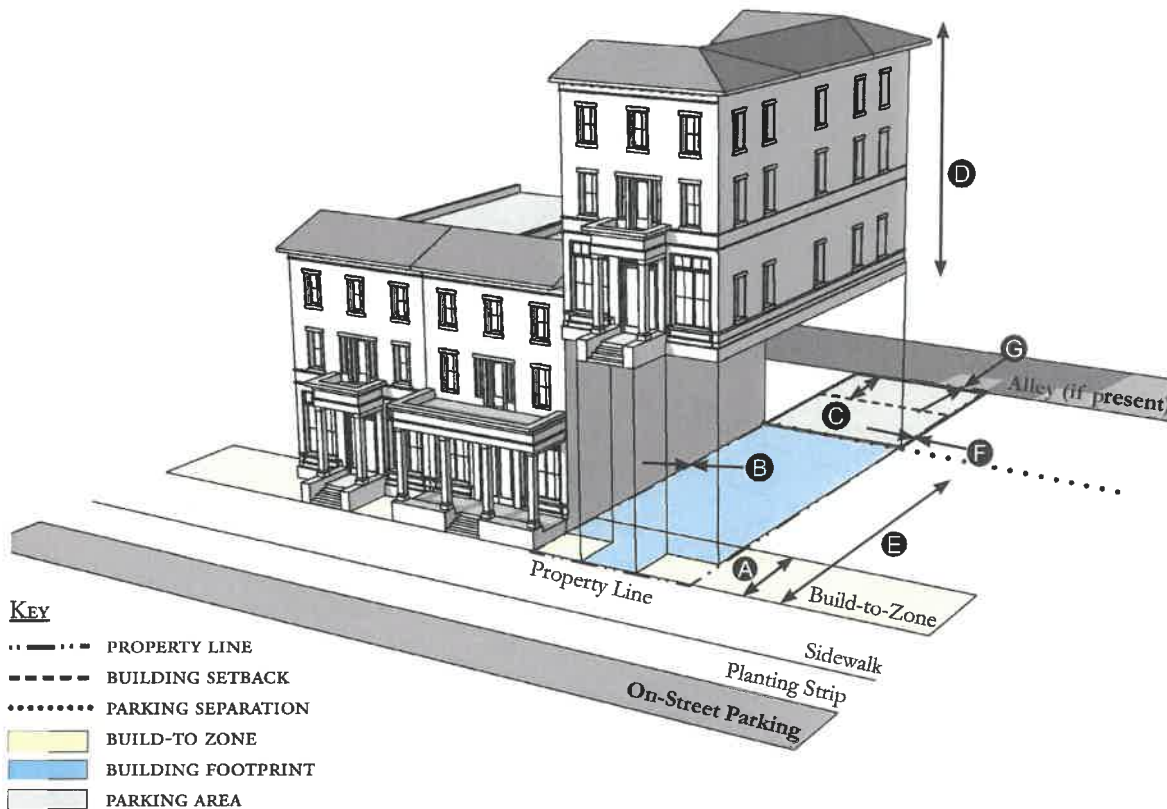 D
G
Alley (if present)
C
F
B
E
A
Property Line
Build-to-Zone
Sidewalk
Planting Strip
On-Street Parking
KEY
PROPERTY LINE
BUILDING SETBACK
PARKING SEPARATION
BUILD-TO ZONE
BUILDING FOOTPRINT
PARKING AREA